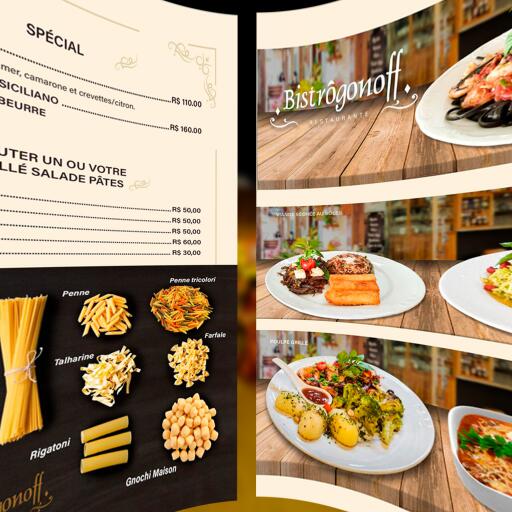 SPÉCIAL
mer, camarone et crevettes/citron.
SICILIANO R$ 110.00
BEURRE
R$ 160.00
UTER UN OU VOTRE
LLÉ SALADE PÂTES
R$ 50,00
R$ 50,00
R$ 50,00
R$ 60,00
R$ 30,00
Penne
Penne tricolori
Talharine
Farfale
Rigatoni
Gnochi Maison
onoff
Bistrôgonoff
RESTAURANTE
POULPE GRILLÉ